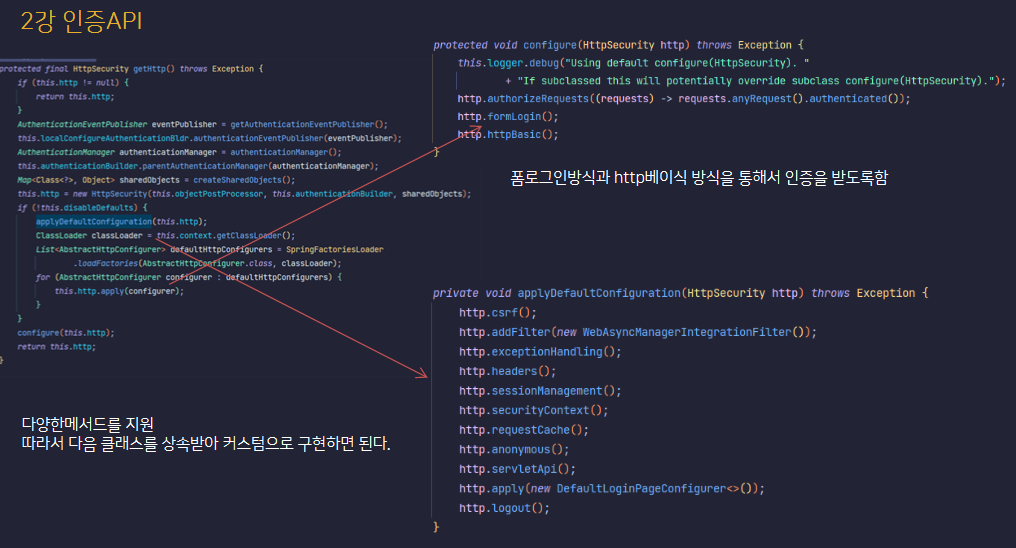 2강 인증API
protected final HttpSecurity getHttp() throws Exception {
if (this.http != null) {
return this.http;
}
AuthenticationEventPublisher eventPublisher = getAuthenticationEventPublisher();
this.localConfigureAuthenticationBldr.authenticationEventPublisher(eventPublisher);
AuthenticationManager authenticationManager = authenticationManager();
this.authenticationBuilder.parentAuthenticationManager(authenticationManager);
Map<Class<?>, Object> sharedObjects = createSharedObjects();
this.http = new HttpSecurity(this.objectPostProcessor, this.authenticationBuilder, sharedObjects);
if (!this.disableDefaults) {
applyDefaultConfiguration(this.http);
ClassLoader classLoader = this.context.getClassLoader();
List<AbstractHttpConfigurer> defaultHttpConfigurers = SpringFactoriesLoader
.loadFactories(AbstractHttpConfigurer.class, classLoader);
for (AbstractHttpConfigurer configurer : defaultHttpConfigurers) {
this.http.apply(configurer);
}
}
configure(this.http);
return this.http;
}
다양한메서드를 지원
따라서 다음 클래스를 상속받아 커스텀으로 구현하면 된다.
protected void configure(HttpSecurity http) throws Exception {
this.logger.debug("Using default configure(HttpSecurity). "
+ "If subclassed this will potentially override subclass configure(HttpSecurity).");
http.authorizeRequests((requests) -> requests.anyRequest().authenticated());
http.formLogin();
http.httpBasic();
}
폼로그인방식과 http베이식 방식을 통해서 인증을 받도록함
private void applyDefaultConfiguration(HttpSecurity http) throws Exception {
http.csrf();
http.addFilter(new WebAsyncManagerIntegrationFilter());
http.exceptionHandling();
http.headers();
http.sessionManagement();
http.securityContext();
http.requestCache();
http.anonymous();
http.servletApi();
http.apply(new DefaultLoginPageConfigurer<>());
http.logout();
}